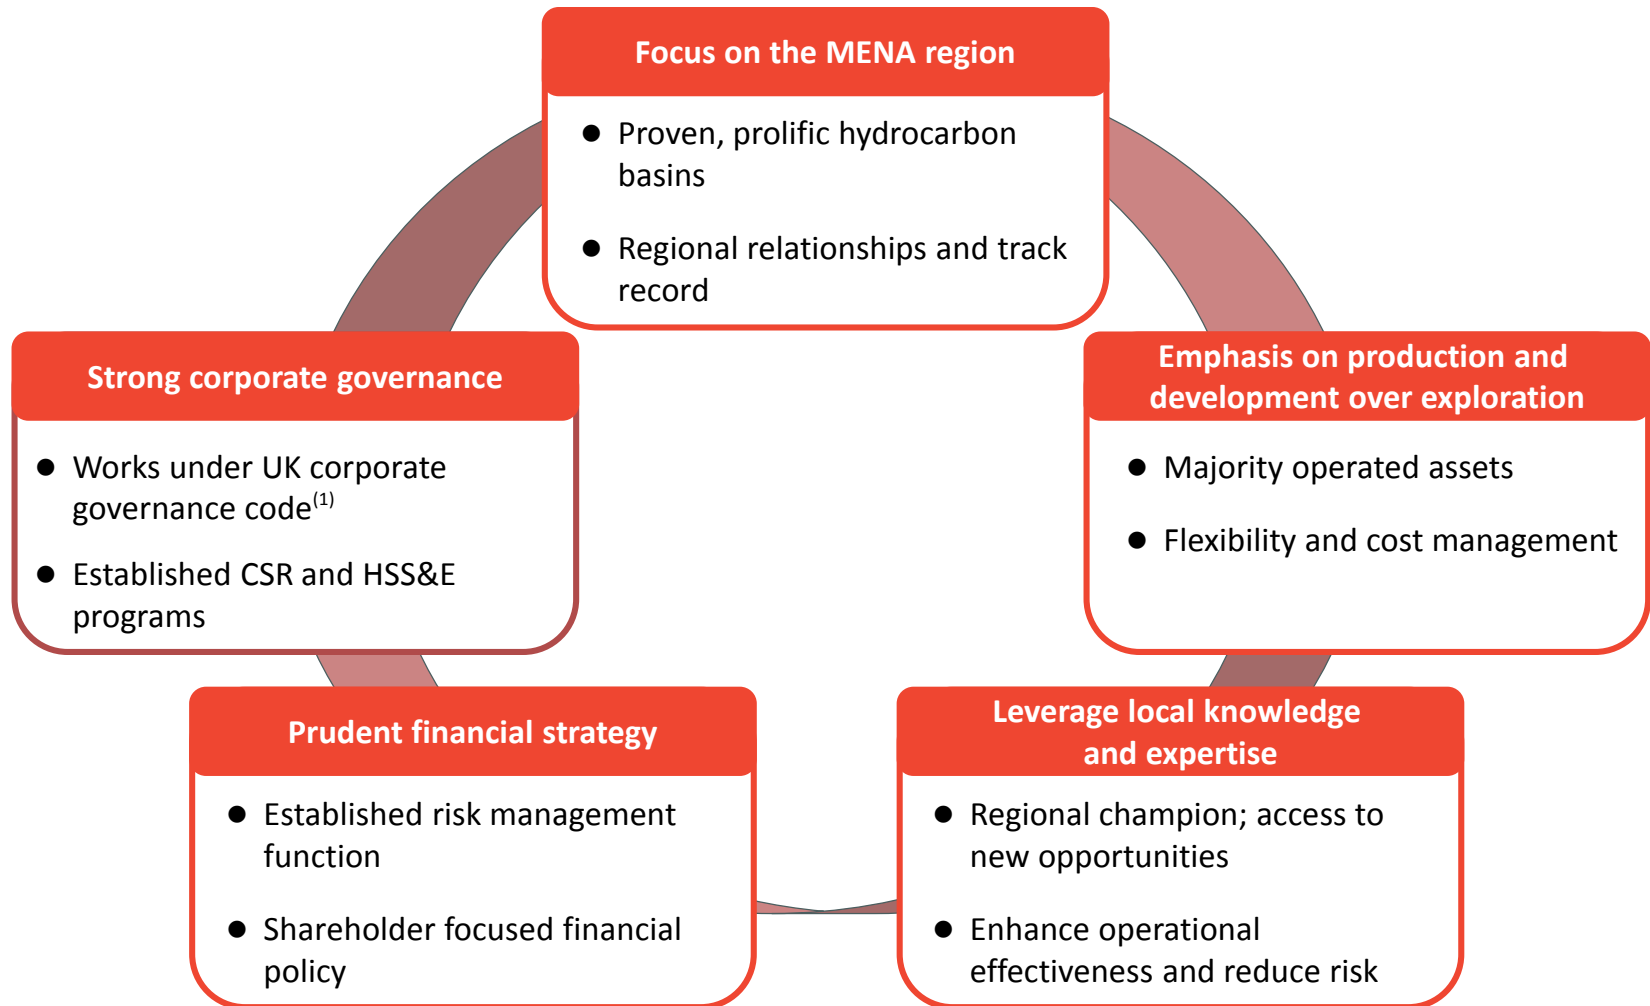 Focus on the MENA region
● Proven, prolific hydrocarbon
basins
● Regional relationships and track
record
Strong corporate governance
● Works under UK corporate
governance code(1)
● Established CSR and HSS&E
programs
Emphasis on production and
development over exploration
● Majority operated assets
● Flexibility and cost management
Prudent financial strategy
● Established risk management
function
● Shareholder focused financial
policy
Leverage local knowledge
and expertise
● Regional champion; access to
new opportunities
● Enhance operational
effectiveness and reduce risk